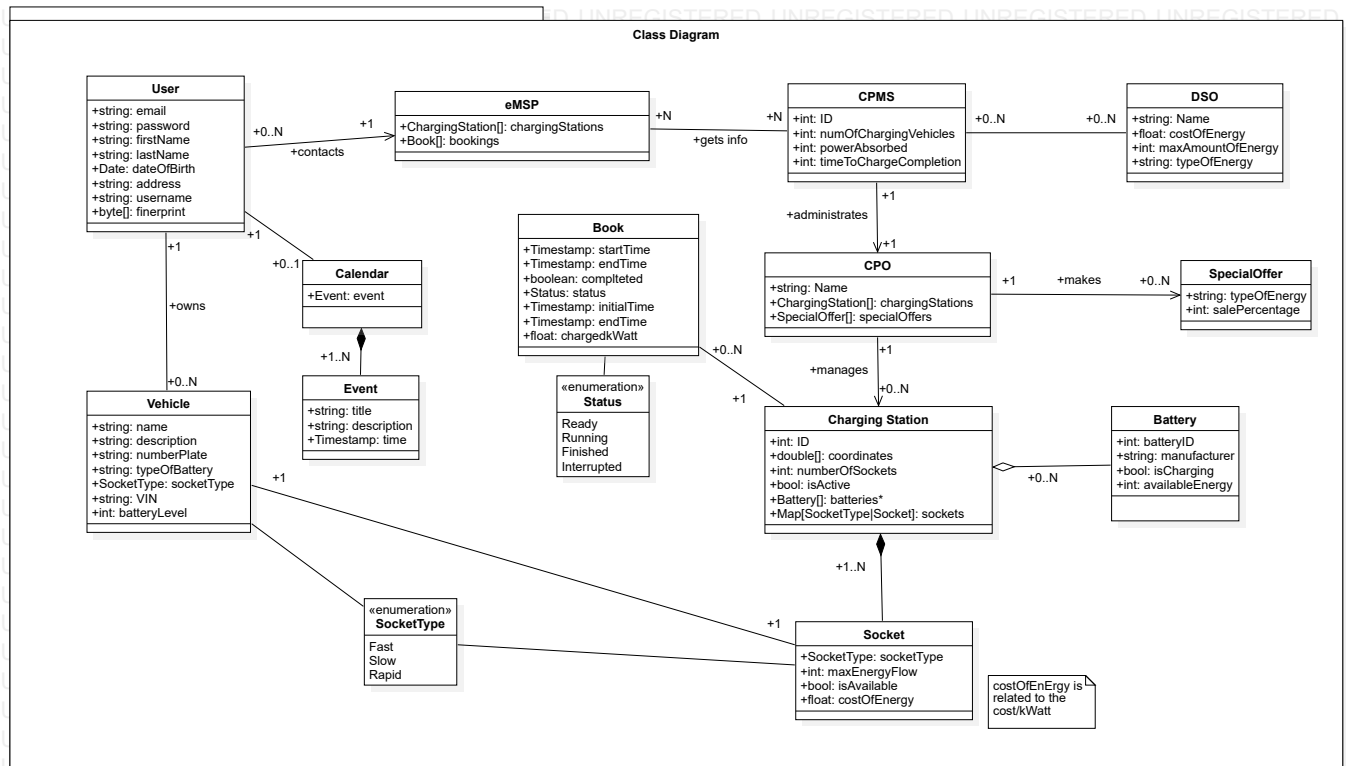 UNREGISTERED UNREGISTERED UNREGISTERED UNREGISTERED
Class Diagram
User
+string: email
+string: password
+string: firstName
+string: lastName
+Date: dateOfBirth
+string: address
+string: username
+byte[]: finerprint
+0..N
+1
+contacts
eMSP
+ChargingStation[]: chargingStations
+Book[]: bookings
+N
+N
+gets info
CPMS
+int: ID
+int: numOfChargingVehicles
+int: powerAbsorbed
+int: timeToChargeCompletion
+0..N
+0..N
DSO
+string: Name
+float: costOfEnergy
+int: maxAmountOfEnergy
+string: typeOfEnergy
+1
+administrates
+1
+1
+0..1
Calendar
+Event: event
+1..N
Event
+string: title
+string: description
+Timestamp: time
+1
+owns
+0..N
Book
+Timestamp: startTime
+Timestamp: endTime
+boolean: complteted
+Status: status
+Timestamp: initialTime
+Timestamp: endTime
+float: chargedkWatt
+0..N
+1
«enumeration»
Status
Ready
Running
Finished
Interrupted
CPO
+string: Name
+ChargingStation[]: chargingStations
+SpecialOffer[]: specialOffers
+1
+makes
+0..N
SpecialOffer
+string: typeOfEnergy
+int: salePercentage
+1
+manages
+0..N
Vehicle
+string: name
+string: description
+string: numberPlate
+string: typeOfBattery
+SocketType: socketType
+string: VIN
+int: batteryLevel
+1
Charging Station
+int: ID
+double[]: coordinates
+int: numberOfSockets
+bool: isActive
+Battery[]: batteries*
+Map[SocketType|Socket]: sockets
+0..N
Battery
+int: batteryID
+string: manufacturer
+bool: isCharging
+int: availableEnergy
+1..N
«enumeration»
SocketType
Fast
Slow
Rapid
+1
Socket
+SocketType: socketType
+int: maxEnergyFlow
+bool: isAvailable
+float: costOfEnergy
costOfEnErgy is
related to the
cost/kWatt